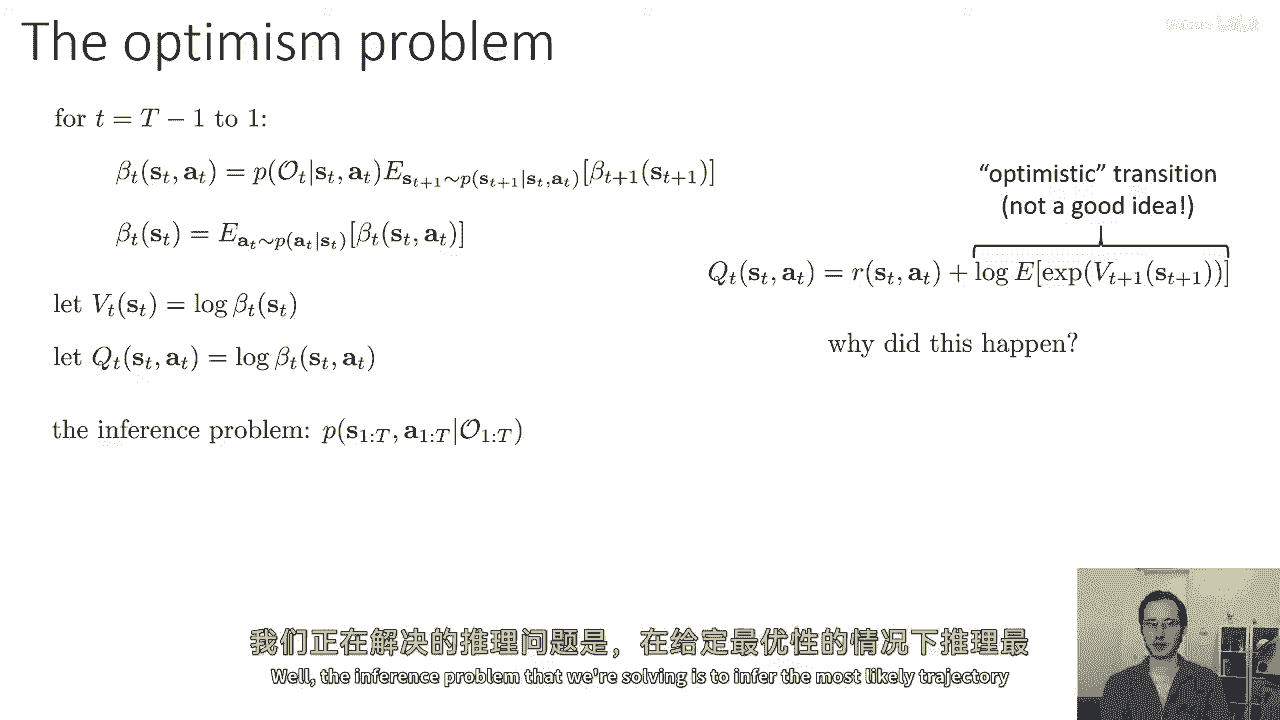 The optimism problem
for $t = T - 1$ to 1:
$\beta_t(\mathbf{s}_t, \mathbf{a}_t) = p(\mathcal{O}_t|\mathbf{s}_t, \mathbf{a}_t)E_{\mathbf{s}_{t+1} \sim p(\mathbf{s}_{t+1}|\mathbf{s}_t, \mathbf{a}_t)}[\beta_{t+1}(\mathbf{s}_{t+1})]$
$\beta_t(\mathbf{s}_t) = E_{\mathbf{a}_t \sim p(\mathbf{a}_t|\mathbf{s}_t)}[\beta_t(\mathbf{s}_t, \mathbf{a}_t)]$
let $V_t(\mathbf{s}_t) = \log \beta_t(\mathbf{s}_t)$
let $Q_t(\mathbf{s}_t, \mathbf{a}_t) = \log \beta_t(\mathbf{s}_t, \mathbf{a}_t)$
the inference problem: $p(\mathbf{s}_{1:T}, \mathbf{a}_{1:T}|\mathcal{O}_{1:T})$
“optimistic” transition
(not a good idea!)
$Q_t(\mathbf{s}_t, \mathbf{a}_t) = r(\mathbf{s}_t, \mathbf{a}_t) + \log E[\exp(V_{t+1}(\mathbf{s}_{t+1}))]$
why did this happen?
我们正在解决的推理问题是，在给定最优性的情况下推理最
Well, the inference problem that we're solving is to infer the most likely trajectory